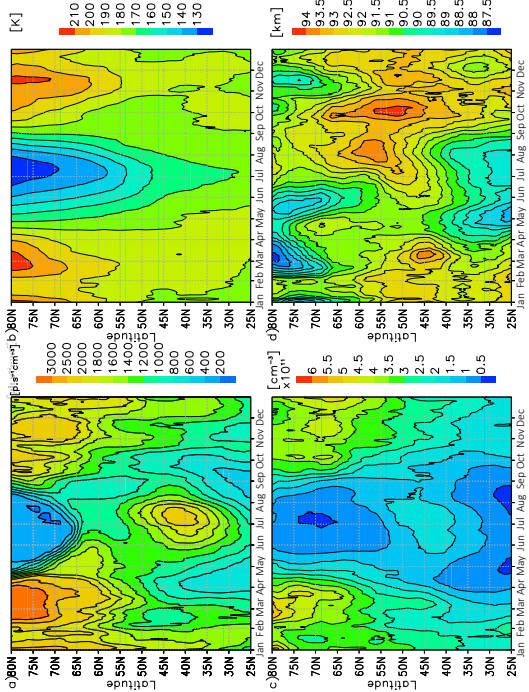 a)
[p.s⁻¹cm⁻³]
3000 2500 2000 1800 1600 1400 1200 1000 800 600 400 200
80N 75N 70N 65N 60N 55N 50N 45N 40N 35N 30N 25N
Latitude
Jan Feb Mar Apr May Jun Jul Aug Sep Oct Nov Dec
b)
[K]
210 200 190 180 170 160 150 140 130
80N 75N 70N 65N 60N 55N 50N 45N 40N 35N 30N 25N
Latitude
Jan Feb Mar Apr May Jun Jul Aug Sep Oct Nov Dec
c)
[cm⁻³]
x10¹¹
6 5.5 5 4.5 4 3.5 3 2.5 2 1.5 1 0.5
80N 75N 70N 65N 60N 55N 50N 45N 40N 35N 30N 25N
Latitude
Jan Feb Mar Apr May Jun Jul Aug Sep Oct Nov Dec
d)
[km]
94 93.5 93 92.5 92 91.5 91 90.5 90 89.5 89 88.5 88 87.5
80N 75N 70N 65N 60N 55N 50N 45N 40N 35N 30N 25N
Latitude
Jan Feb Mar Apr May Jun Jul Aug Sep Oct Nov Dec